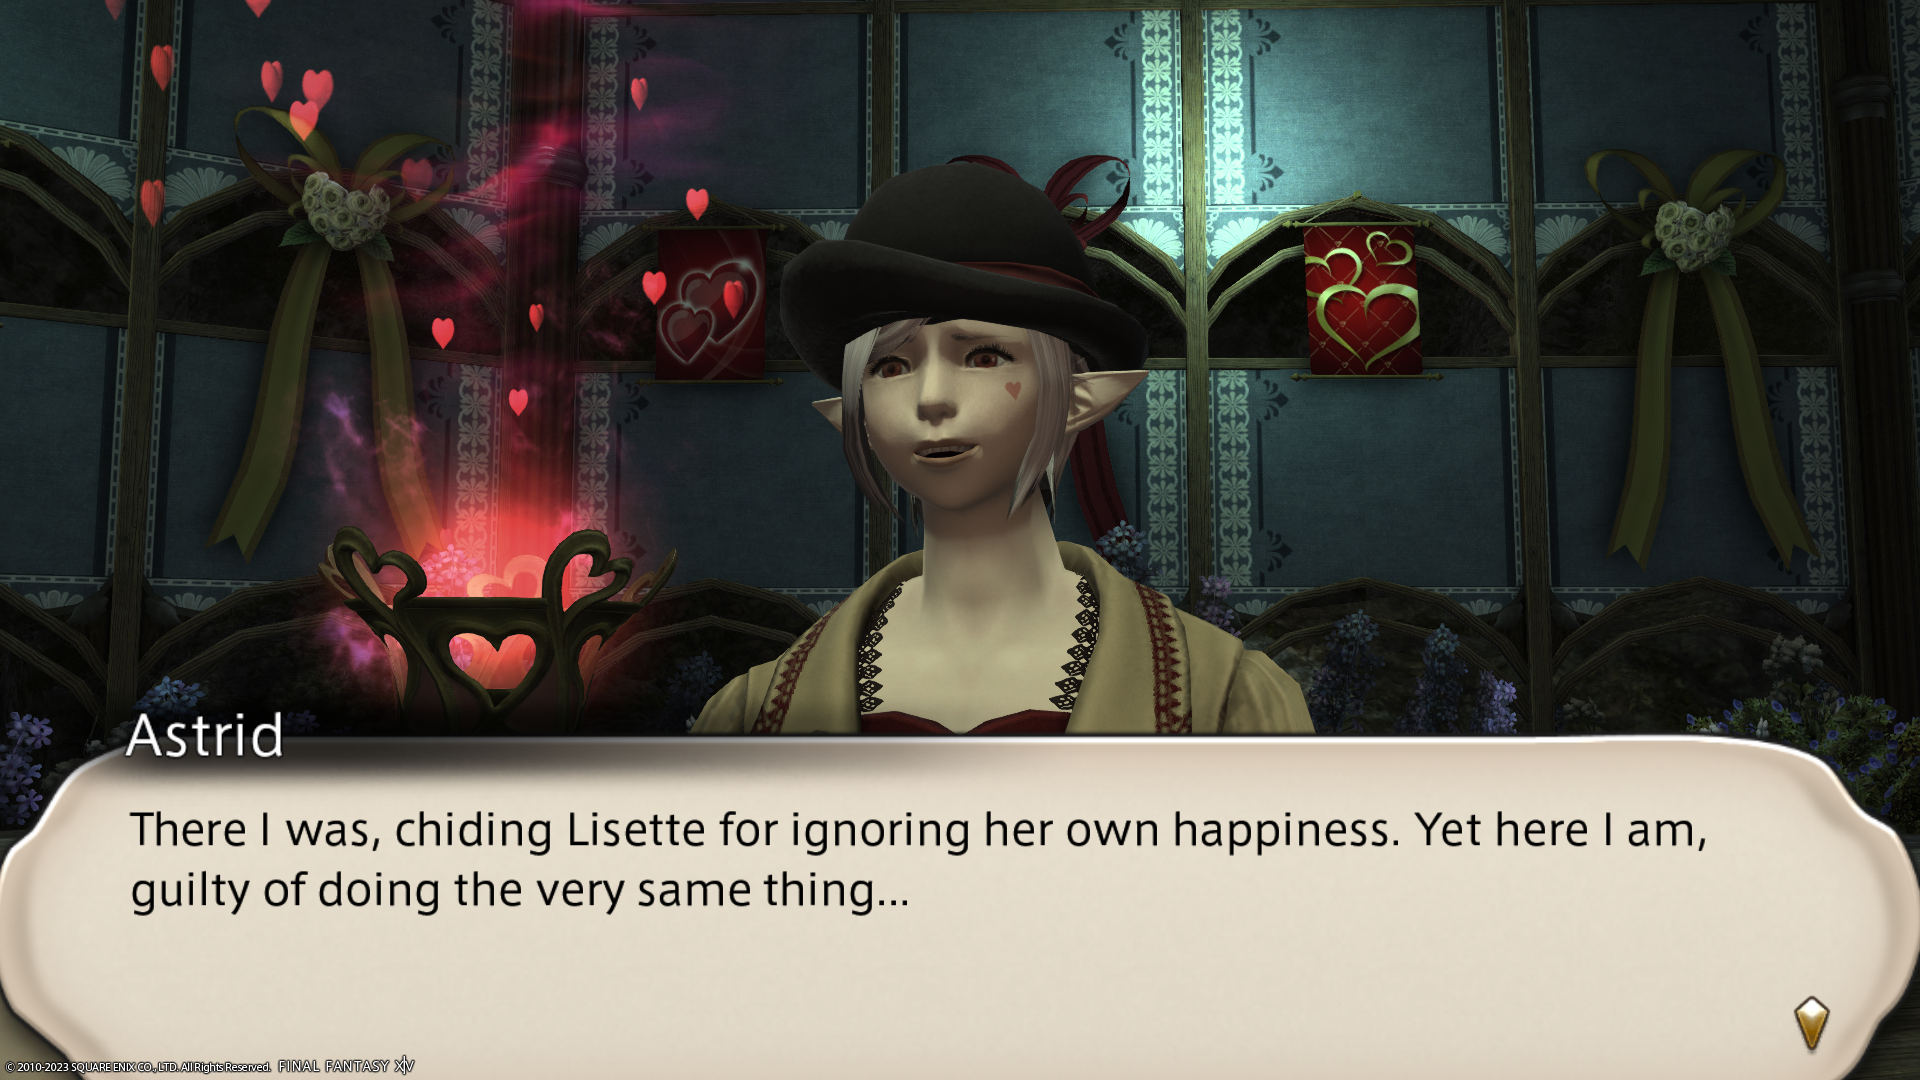 Astrid
There I was, chiding Lisette for ignoring her own happiness. Yet here I am,
guilty of doing the very same thing...
© 2010-2023 SQUARE ENIX CO., LTD. All Rights Reserved. FINAL FANTASY XIV